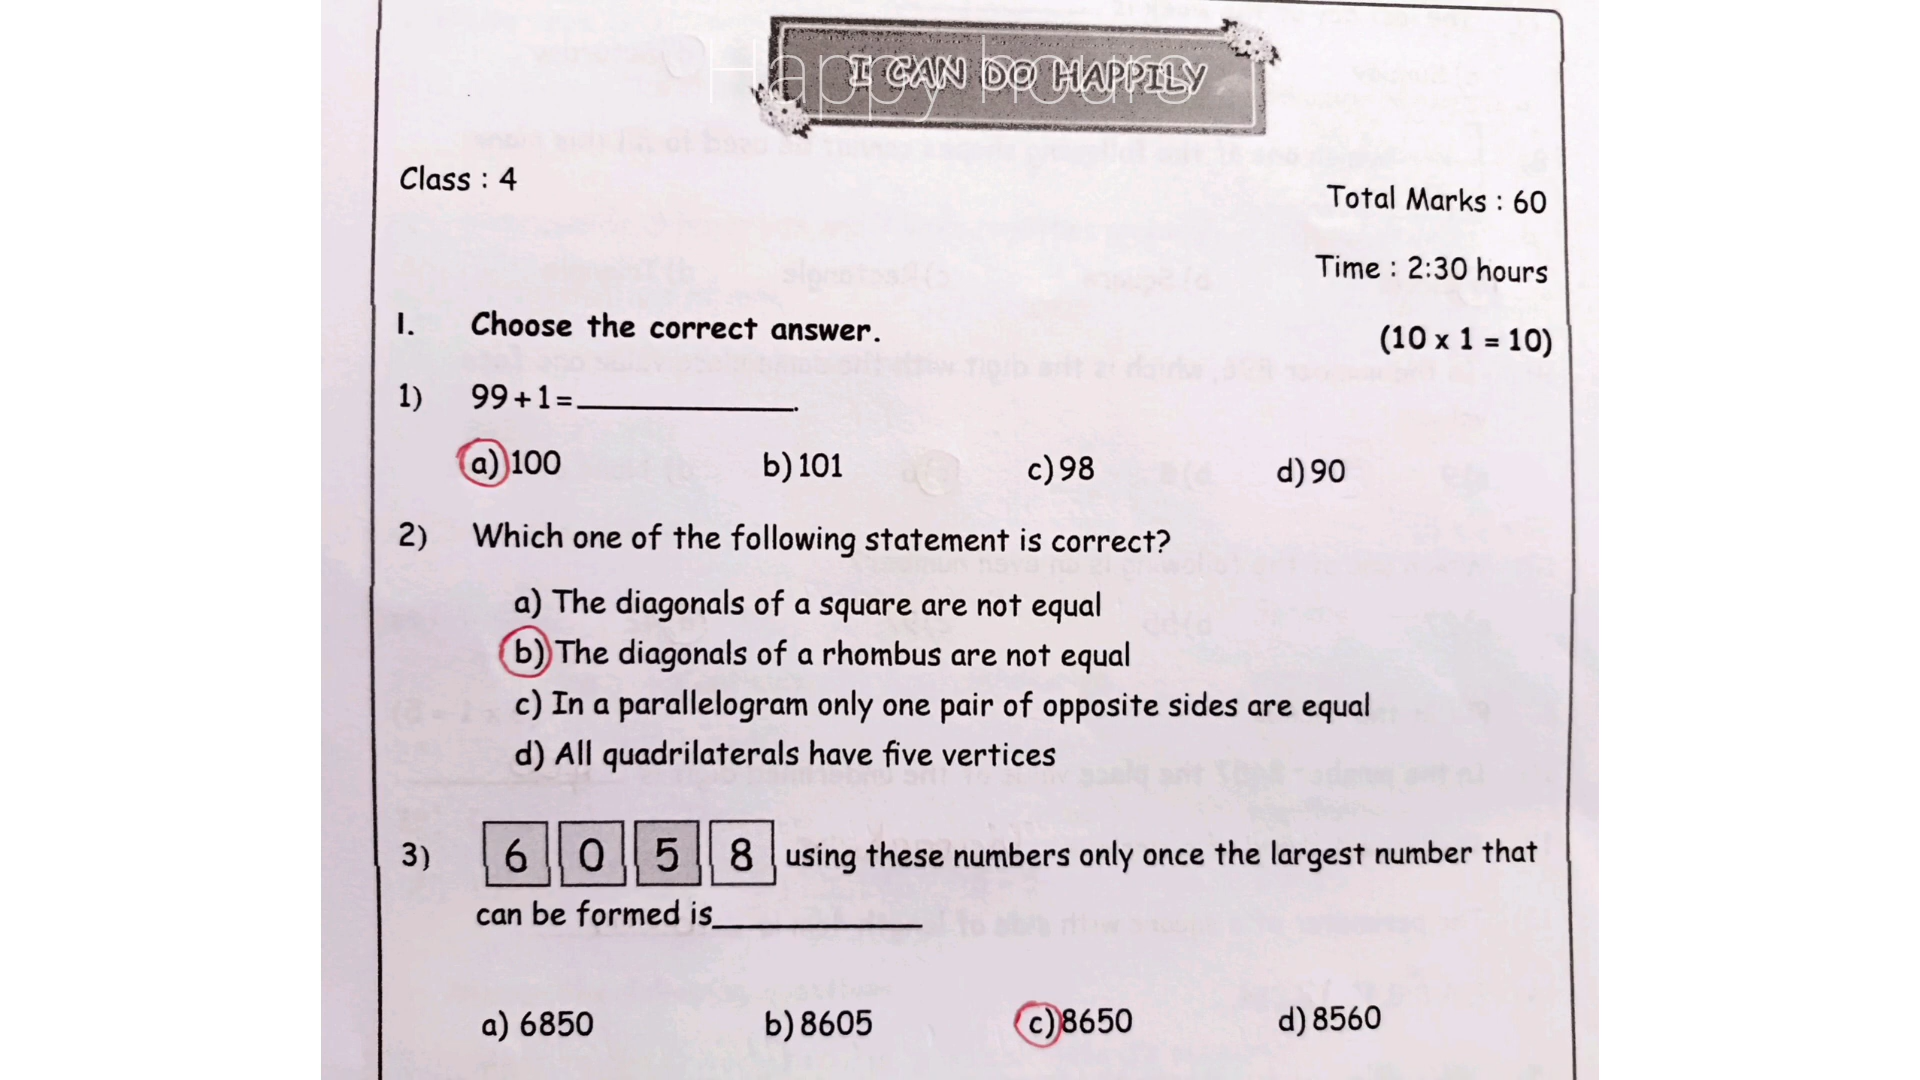 I CAN DO HAPPILY
Happy hours
Class : 4
Total Marks : 60
Time : 2:30 hours
I. Choose the correct answer. (10 x 1 = 10)
1) 99+1=__________.
a) 100 b) 101 c) 98 d) 90
2) Which one of the following statement is correct?
a) The diagonals of a square are not equal
b) The diagonals of a rhombus are not equal
c) In a parallelogram only one pair of opposite sides are equal
d) All quadrilaterals have five vertices
3) 6 0 5 8 using these numbers only once the largest number that
can be formed is__________
a) 6850 b) 8605 c) 8650 d) 8560